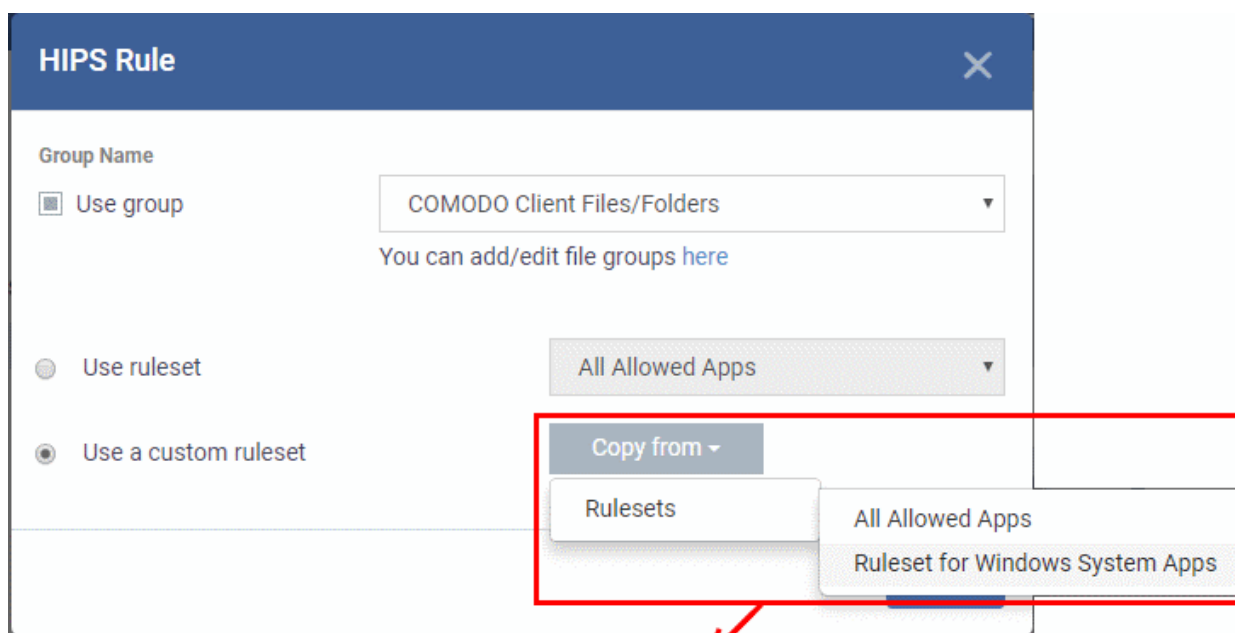 HIPS Rule
Group Name
Use group
COMODO Client Files/Folders
You can add/edit file groups here
Use ruleset
All Allowed Apps
Use a custom ruleset
Copy from
Rulesets
All Allowed Apps
Ruleset for Windows System Apps